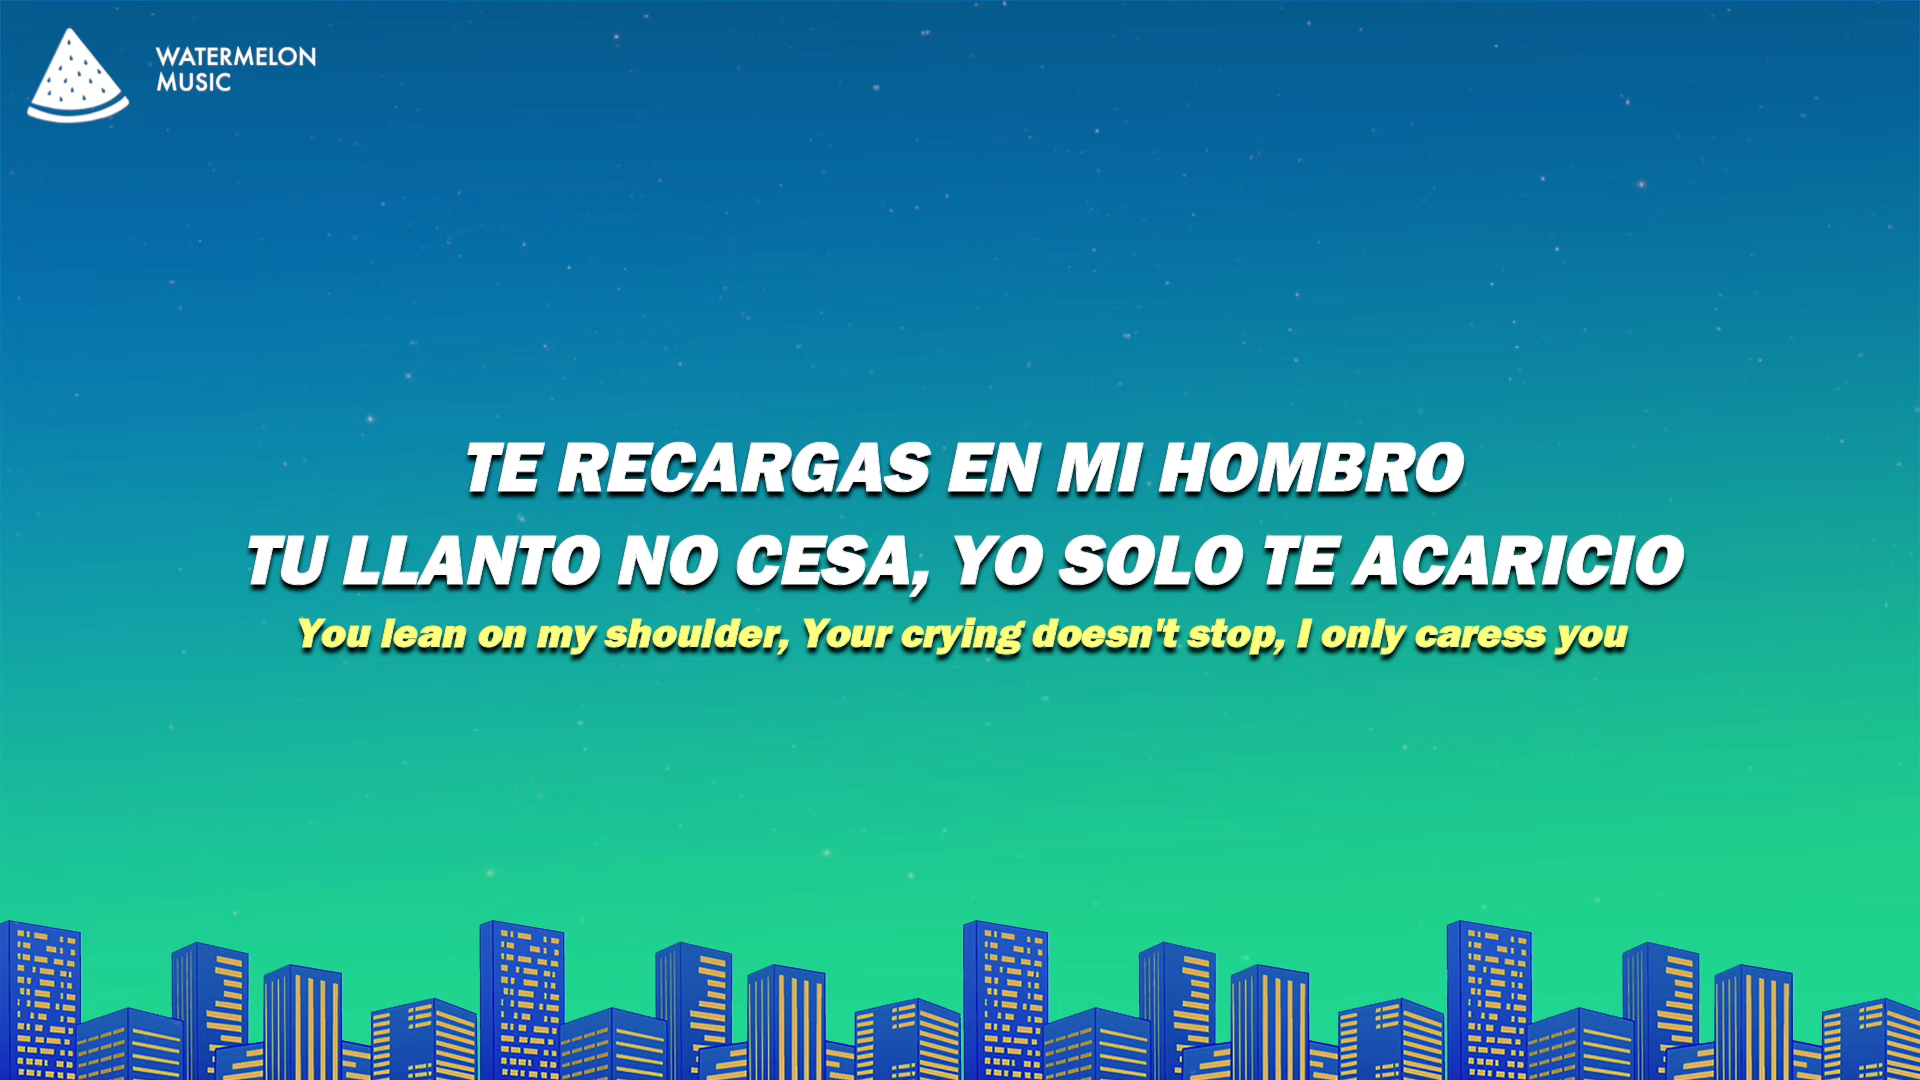 WATERMELON
MUSIC
TE RECARGAS EN MI HOMBRO
TU LLANTO NO CESA, YO SOLO TE ACARICIO
You lean on my shoulder, Your crying doesn't stop, I only caress you